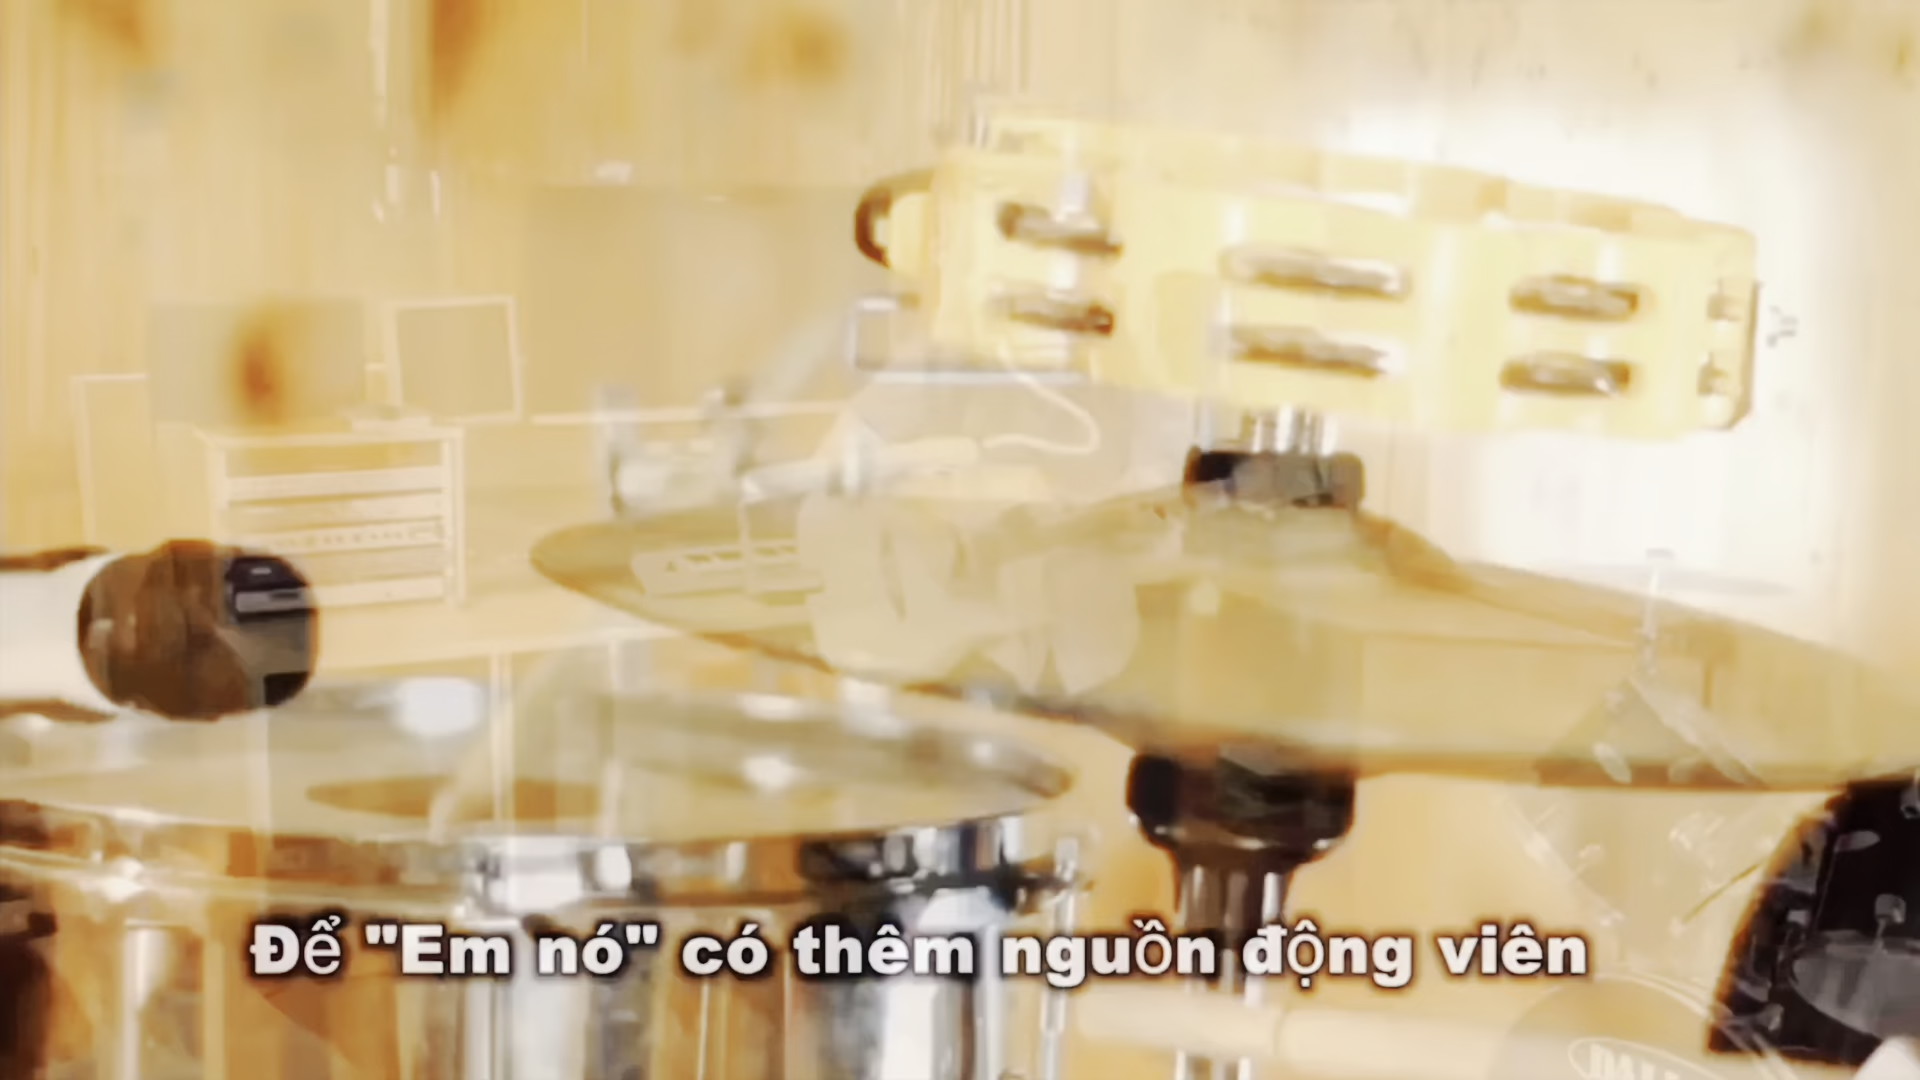 Để "Em nó" có thêm nguồn động viên